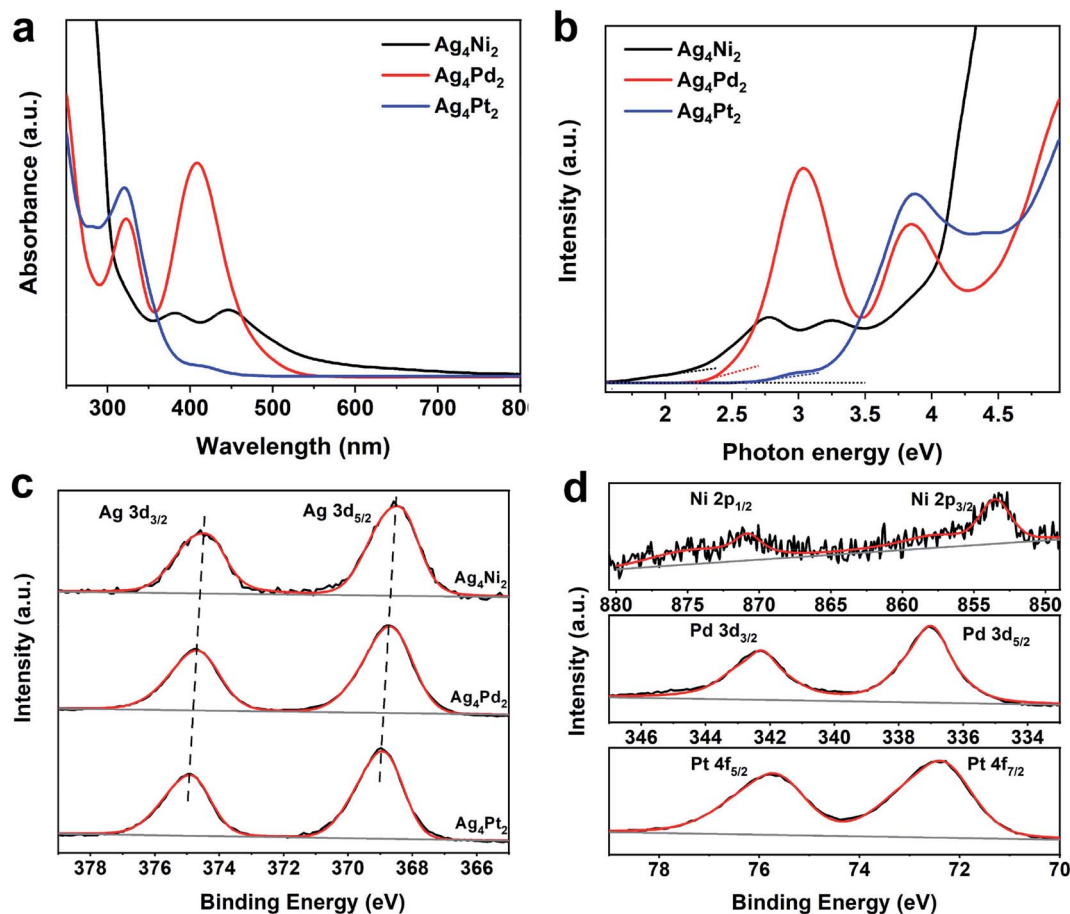 a
Ag₄Ni₂
Ag₄Pd₂
Ag₄Pt₂
Absorbance (a.u.)
300 400 500 600 700 80
Wavelength (nm)
b
Ag₄Ni₂
Ag₄Pd₂
Ag₄Pt₂
Intensity (a.u.)
2 2.5 3 3.5 4 4.5
Photon energy (eV)
c
Ag 3d₃/₂
Ag 3d₅/₂
Ag₄Ni₂
Ag₄Pd₂
Ag₄Pt₂
Intensity (a.u.)
378 376 374 372 370 368 366
Binding Energy (eV)
d
Ni 2p₁/₂
Ni 2p₃/₂
880 875 870 865 860 855 850
Pd 3d₃/₂
Pd 3d₅/₂
346 344 342 340 338 336 334
Pt 4f₅/₂
Pt 4f₇/₂
78 76 74 72 70
Intensity (a.u.)
Binding Energy (eV)